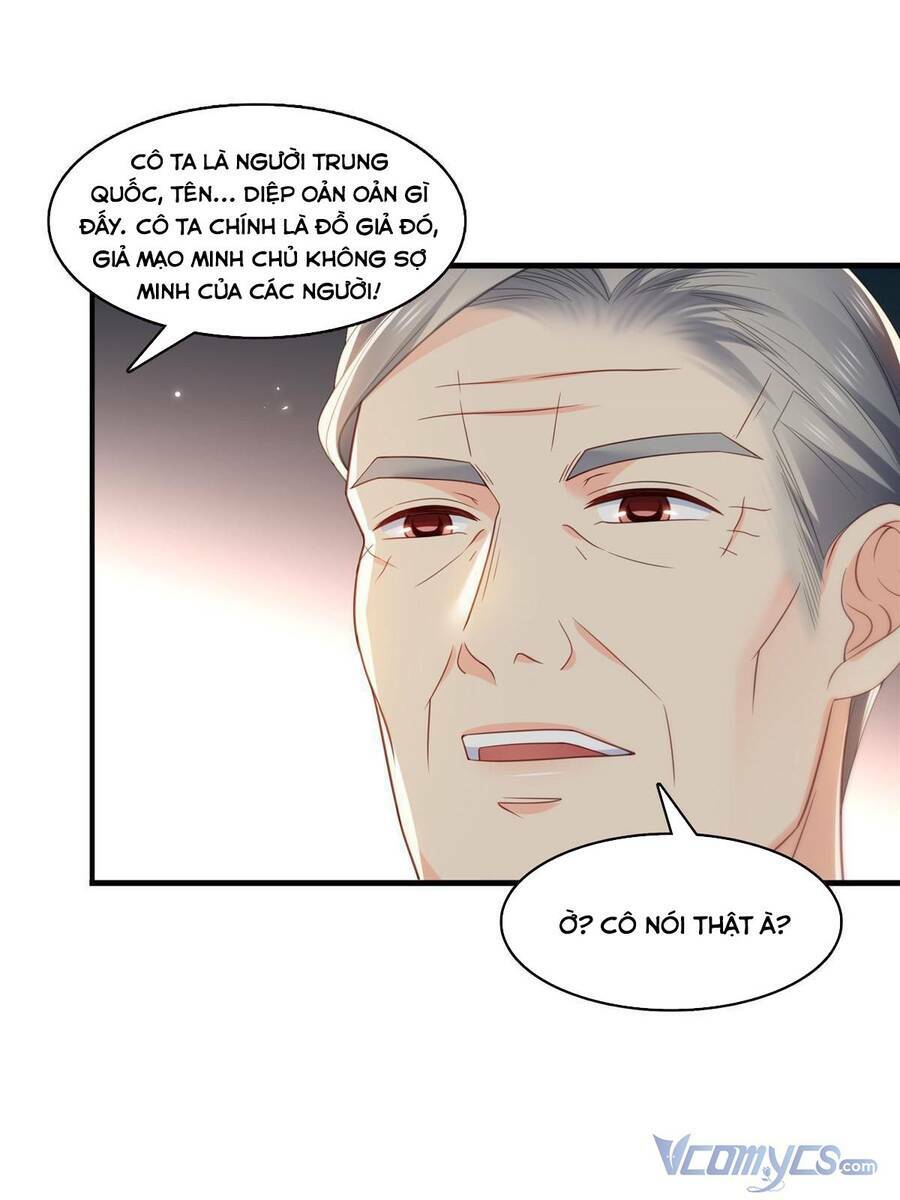 CÔ TA LÀ NGƯỜI TRUNG
QUỐC, TÊN... DIỆP OẢN OẢN GÌ
ĐẤY. CÔ TA CHÍNH LÀ ĐỒ GIẢ ĐÓ,
GIẢ MẠO MINH CHỦ KHÔNG SỢ
MINH CỦA CÁC NGƯỜI!
Ờ? CÔ NÓI THẬT À?
VCOMYCS.com